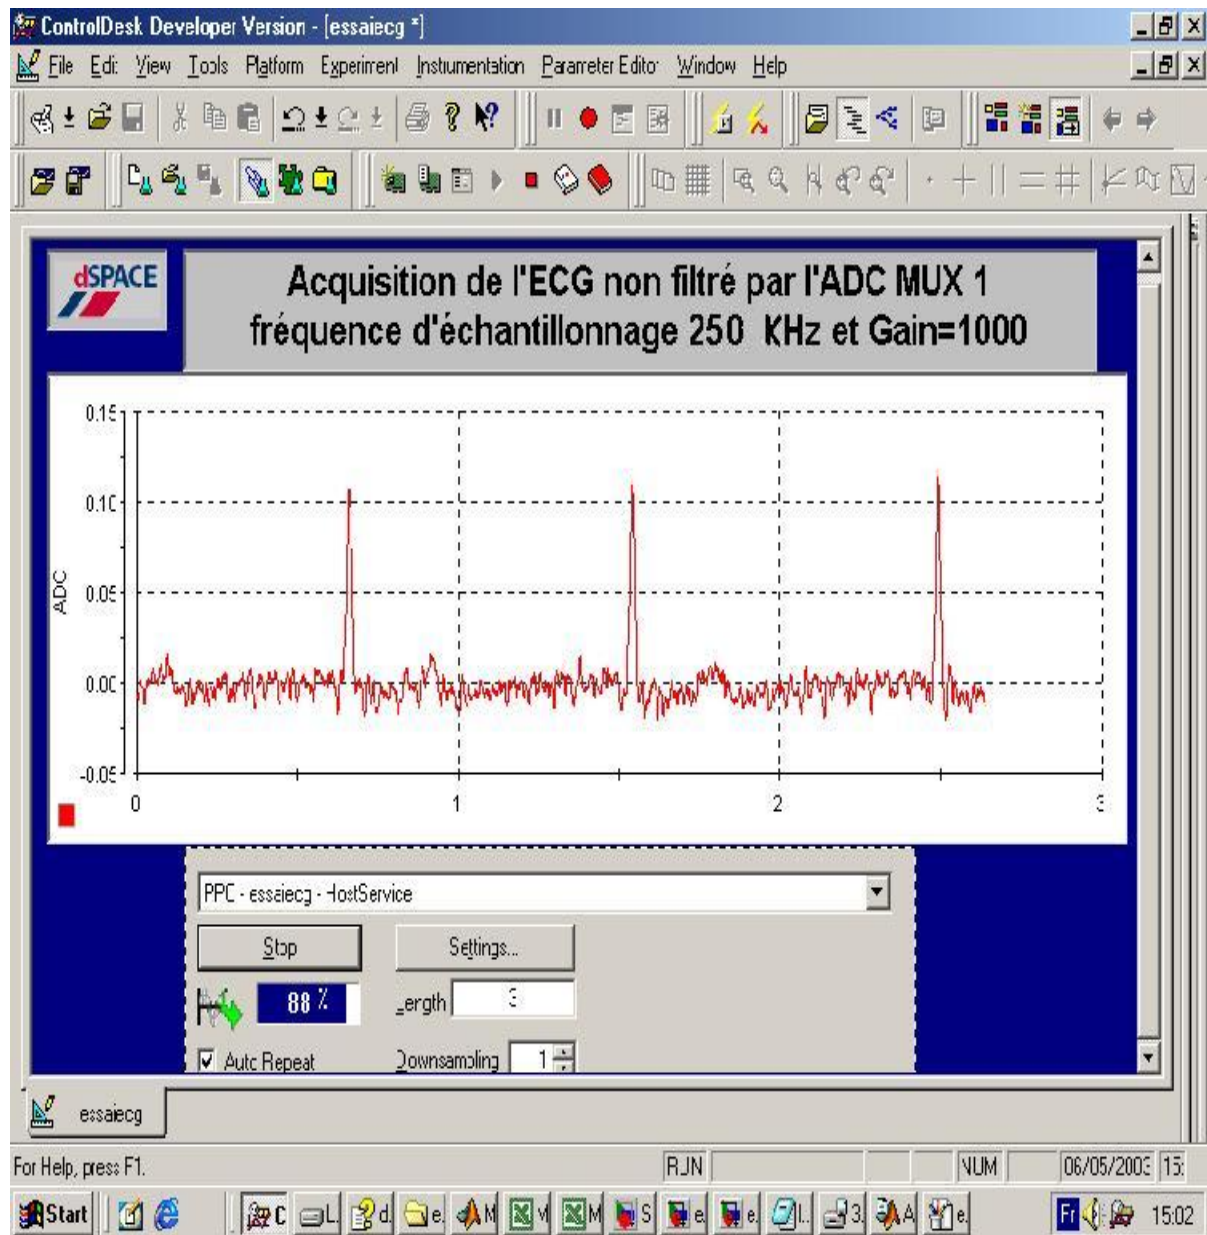 ControlDesk Developer Version - [essaiecg *]
File Edit View Tools Platform Experiment Instrumentation Parameter Editor Window Help
dSPACE
Acquisition de l'ECG non filtré par l'ADC MUX 1
fréquence d'échantillonnage 250 KHz et Gain=1000
0.15
0.10
0.05
0.00
-0.05
ADC
0 1 2 3
PPC - essaiecg - HostService
Stop Settings...
88 % Length 3
Auto Repeat Downsampling 1
essaiecg
For Help, press F1. RUN NUM 06/05/2003 15:
Start C L. d. e. M M S e. e. I.. 3. A e. Fr 15:02